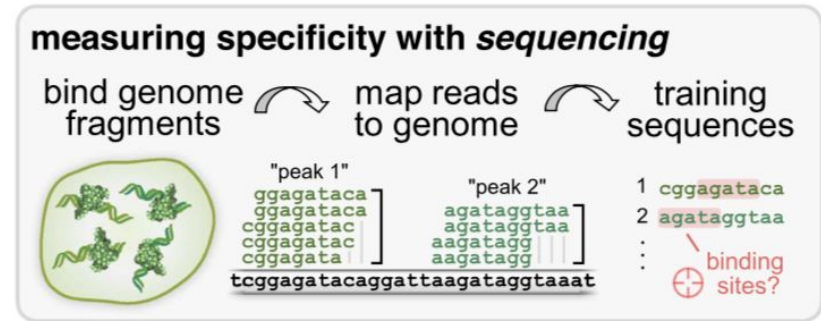 measuring specificity with sequencing
bind genome
fragments
map reads
to genome
training
sequences
"peak 1"
ggagataca
ggagataca
cggagatac
cggagatac
cggagata
"peak 2"
agataggtaa
agataggtaa
aagatagg
aagatagg
tcggagatacaggattaagataggtaaat
1 cggagataca
2 agataggtaa
binding
sites?